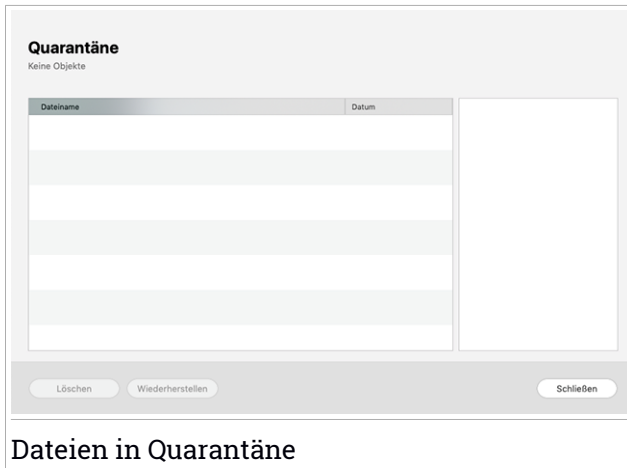 Quarantäne
Keine Objekte
Dateiname Datum
Löschen Wiederherstellen Schließen
Dateien in Quarantäne